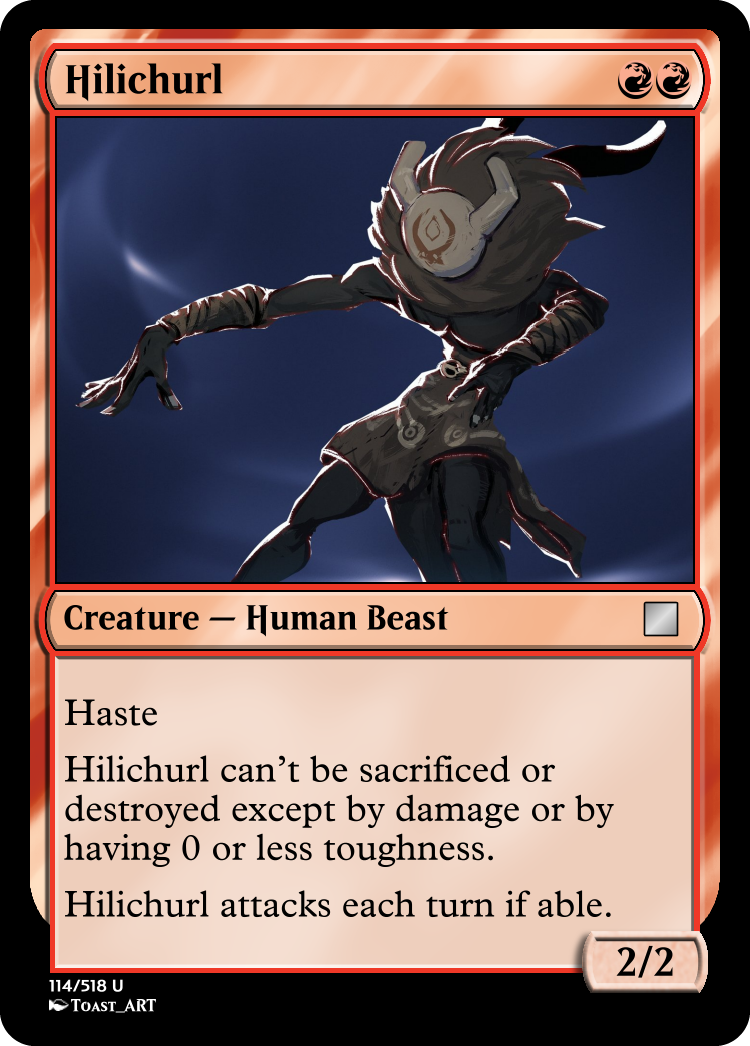 Hilichurl
Creature — Human Beast
Haste
Hilichurl can't be sacrificed or
destroyed except by damage or by
having 0 or less toughness.
Hilichurl attacks each turn if able.
2/2
114/518 U
Toast_ART